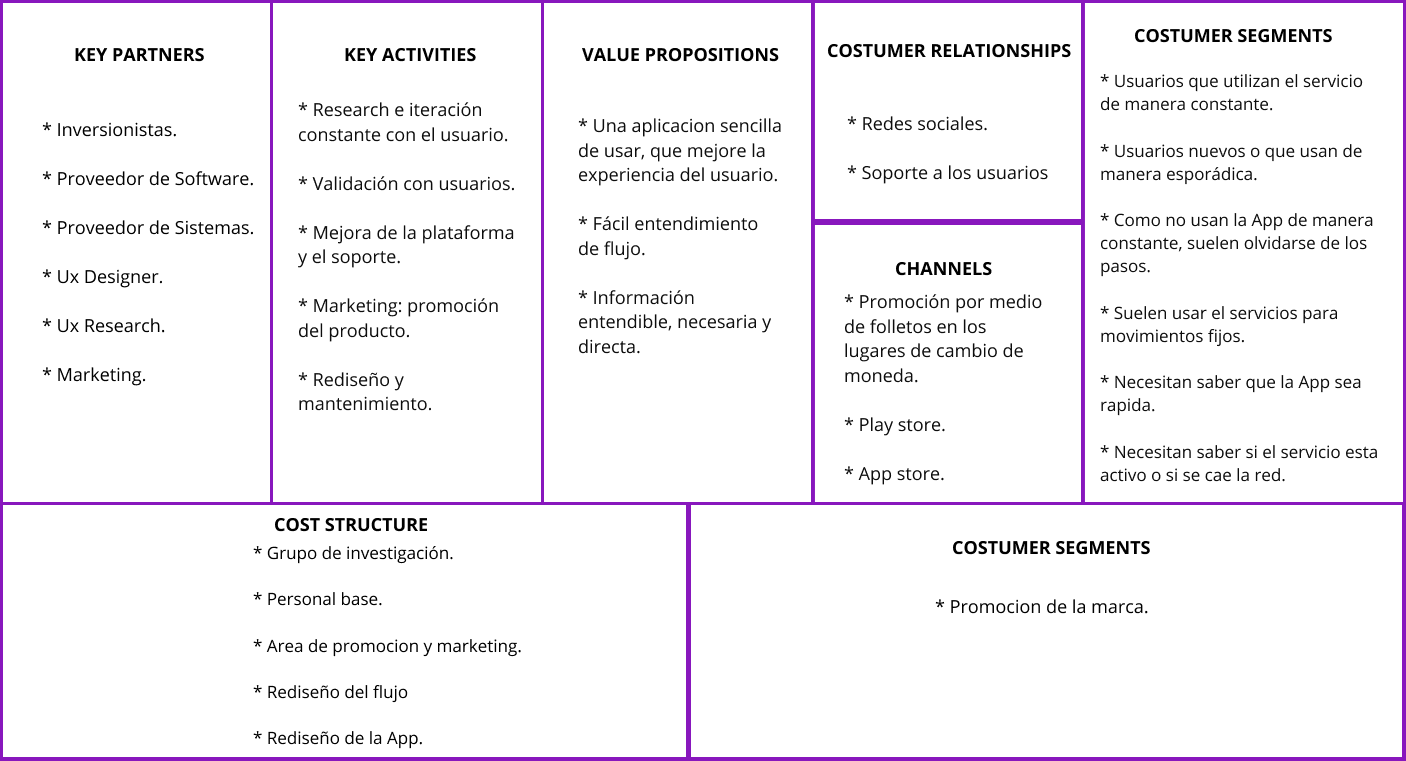 KEY PARTNERS
* Inversionistas.
* Proveedor de Software.
* Proveedor de Sistemas.
* Ux Designer.
* Ux Research.
* Marketing.
KEY ACTIVITIES
* Research e iteración
constante con el usuario.
* Validación con usuarios.
* Mejora de la plataforma
y el soporte.
* Marketing: promoción
del producto.
* Rediseño y
mantenimiento.
VALUE PROPOSITIONS
* Una aplicacion sencilla
de usar, que mejore la
experiencia del usuario.
* Fácil entendimiento
de flujo.
* Información
entendible, necesaria y
directa.
COSTUMER RELATIONSHIPS
* Redes sociales.
* Soporte a los usuarios
CHANNELS
* Promoción por medio
de folletos en los
lugares de cambio de
moneda.
* Play store.
* App store.
COSTUMER SEGMENTS
* Usuarios que utilizan el servicio
de manera constante.
* Usuarios nuevos o que usan de
manera esporádica.
* Como no usan la App de manera
constante, suelen olvidarse de los
pasos.
* Suelen usar el servicios para
movimientos fijos.
* Necesitan saber que la App sea
rapida.
* Necesitan saber si el servicio esta
activo o si se cae la red.
COST STRUCTURE
* Grupo de investigación.
* Personal base.
* Area de promocion y marketing.
* Rediseño del flujo
* Rediseño de la App.
COSTUMER SEGMENTS
* Promocion de la marca.